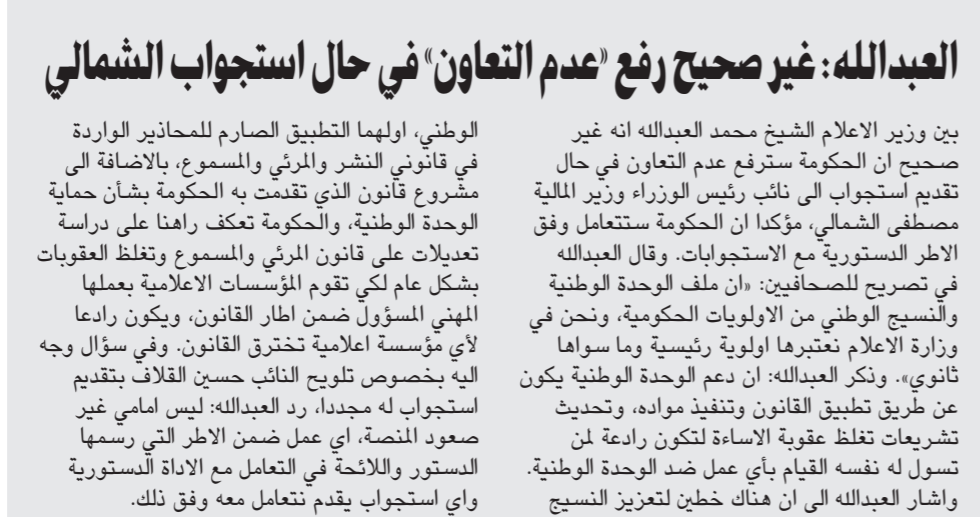 العبدالله: غير صحيح رفع «عدم التعاون» في حال استجواب الشمالي
بين وزير الاعلام الشيخ محمد العبدالله انه غير
صحيح ان الحكومة سترفع عدم التعاون في حال
تقديم استجواب الى نائب رئيس الوزراء وزير المالية
مصطفى الشمالي، مؤكدا ان الحكومة ستتعامل وفق
الاطر الدستورية مع الاستجوابات. وقال العبدالله
في تصريح للصحافيين: «ان ملف الوحدة الوطنية
والنسيج الوطني من الاولويات الحكومية، ونحن في
وزارة الاعلام نعتبرها اولوية رئيسية وما سواها
ثانوي». وذكر العبدالله: ان دعم الوحدة الوطنية يكون
عن طريق تطبيق القانون وتنفيذ مواده، وتحديث
تشريعات تغلظ عقوبة الاساءة لتكون رادعة لمن
تسول له نفسه القيام بأي عمل ضد الوحدة الوطنية.
واشار العبدالله الى ان هناك خطين لتعزيز النسيج
الوطني، اولهما التطبيق الصارم للمحاذير الواردة
في قانوني النشر والمرئي والمسموع، بالاضافة الى
مشروع قانون الذي تقدمت به الحكومة بشأن حماية
الوحدة الوطنية، والحكومة تعكف راهنا على دراسة
تعديلات على قانون المرئي والمسموع وتغلظ العقوبات
بشكل عام لكي تقوم المؤسسات الاعلامية بعملها
المهني المسؤول ضمن اطار القانون، ويكون رادعا
لأي مؤسسة اعلامية تخترق القانون. وفي سؤال وجه
اليه بخصوص تلويح النائب حسين القلاف بتقديم
استجواب له مجددا، رد العبدالله: ليس امامي غير
صعود المنصة، اي عمل ضمن الاطر التي رسمها
الدستور واللائحة في التعامل مع الاداة الدستورية
واي استجواب يقدم نتعامل معه وفق ذلك.